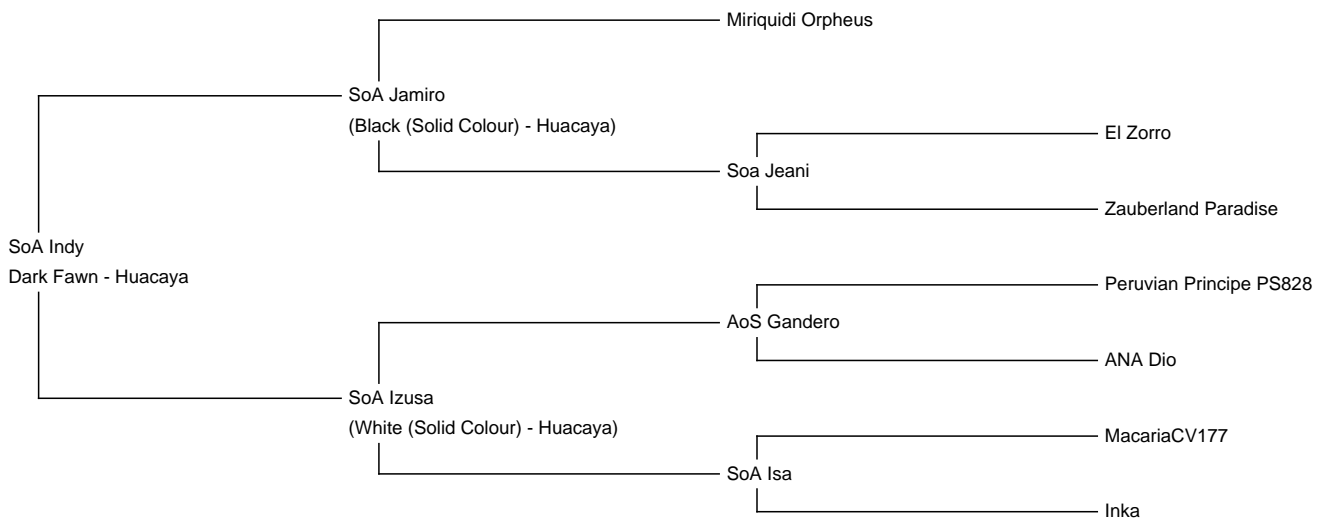 Miriquidi Orpheus
SoA Jamiro
(Black (Solid Colour) - Huacaya)
El Zorro
Soa Jeani
Zauberland Paradise
SoA Indy
Dark Fawn - Huacaya
Peruvian Principe PS828
AoS Gandero
ANA Dio
SoA Izusa
(White (Solid Colour) - Huacaya)
MacariaCV177
SoA Isa
Inka